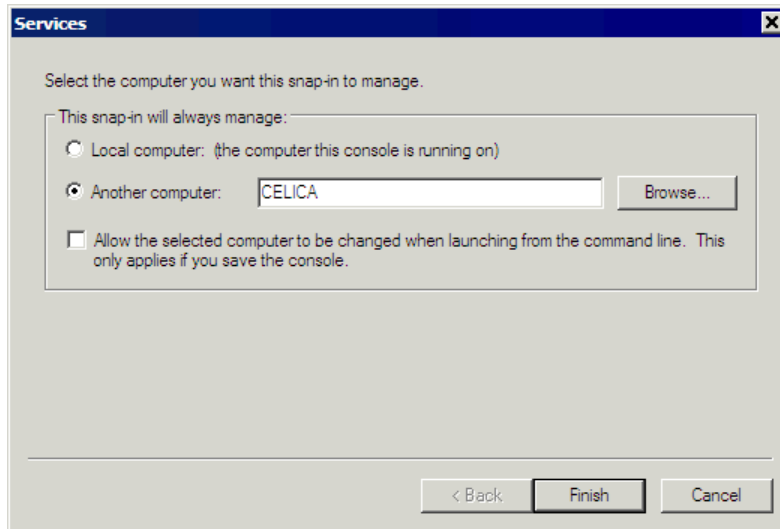 Services
Select the computer you want this snap-in to manage.
This snap-in will always manage:
Local computer: (the computer this console is running on)
Another computer: CELICA Browse...
Allow the selected computer to be changed when launching from the command line. This
only applies if you save the console.
< Back Finish Cancel